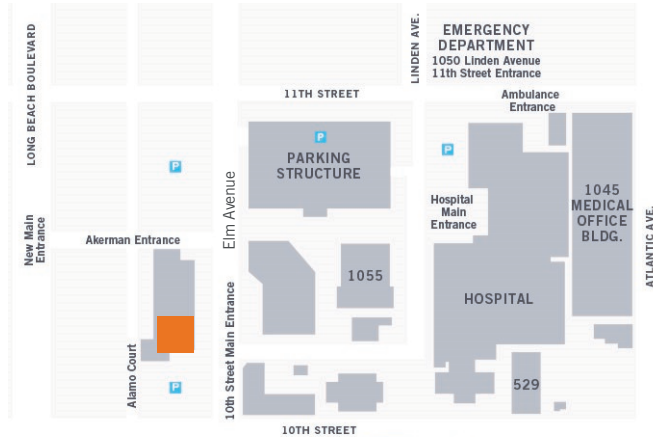 LONG BEACH BOULEVARD
LINDEN AVE.
EMERGENCY
DEPARTMENT
1050 Linden Avenue
11th Street Entrance
11TH STREET
Ambulance
Entrance
P
P
PARKING
STRUCTURE
P
1045
MEDICAL
OFFICE
BLDG.
Hospital
Main
Entrance
Elm Avenue
New Main
Entrance
Akerman Entrance
ATLANTIC AVE.
1055
HOSPITAL
10th Street Main Entrance
Alamo Court
P
529
10TH STREET